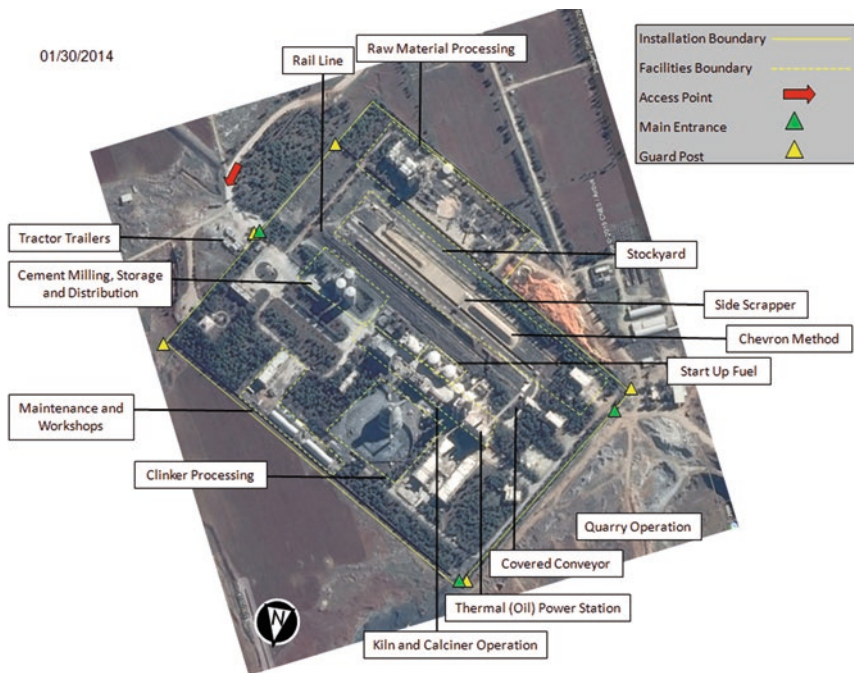 01/30/2014
Rail Line
Raw Material Processing
Installation Boundary
Facilities Boundary
Access Point
Main Entrance
Guard Post
Tractor Trailers
Cement Milling, Storage
and Distribution
Stockyard
Side Scrapper
Chevron Method
Start Up Fuel
Maintenance and
Workshops
Clinker Processing
Quarry Operation
Covered Conveyor
Thermal (Oil) Power Station
Kiln and Calciner Operation
N